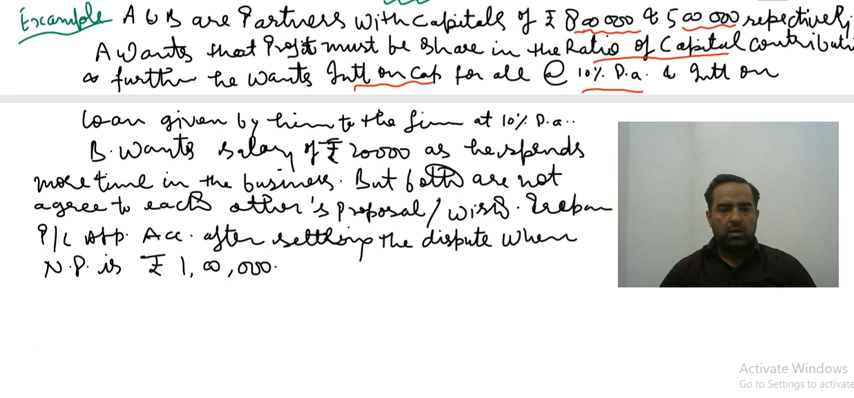 Example A & B are Partners with Capitals of ₹ 800000 & 500000 repectively,
A wants that Profit must be share in the Ratio of Capital contributi
& further he wants Intt on Cap for all @ 10% P.a. & Intt on
Loan given by him to the firm at 10% P.a..
B. wants Salary of ₹ 20000 as he spends
more time in the business. But both are not
agree to each other's proposal/wish.
P/L App. Acc. after settling the dispute when
N.P. is ₹ 1,00,000.
Activate Windows
Go to Settings to activate